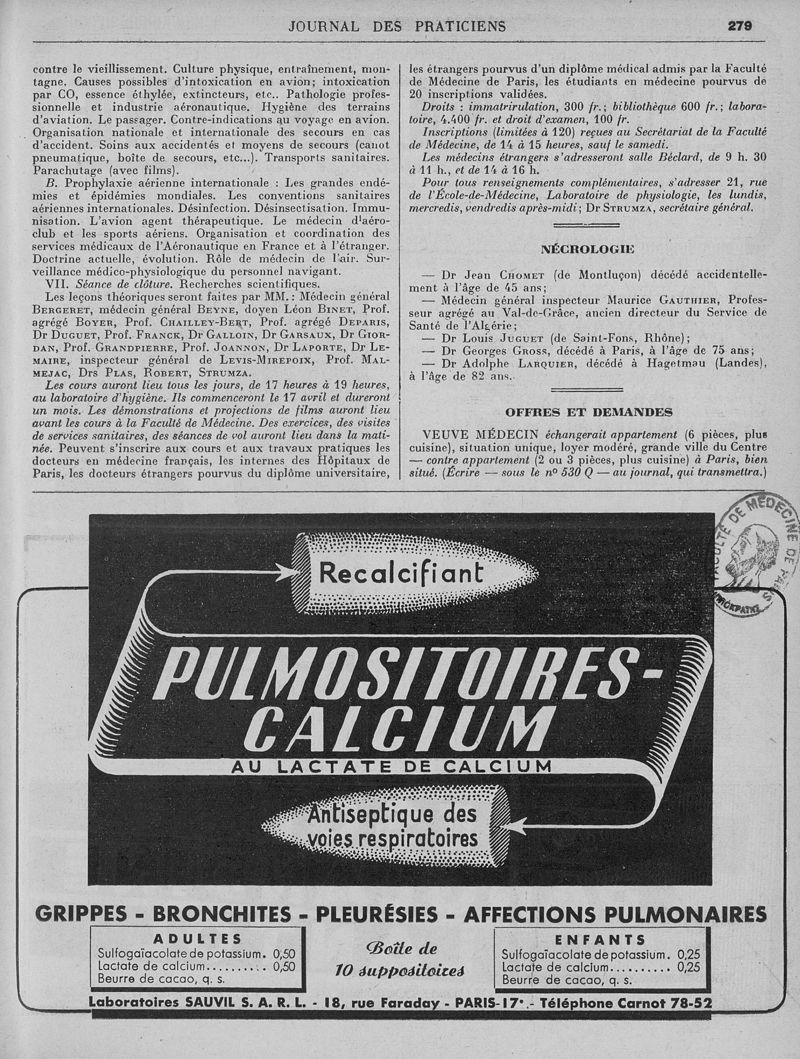 JOURNAL DES PRATICIENS
279
contre le vieillissement. Culture physique, entraînement, mon-
tagne. Causes possibles d'intoxication en avion; intoxication
par CO, essence éthylée, extincteurs, etc.. Pathologie profes-
sionnelle et industrie aéronautique. Hygiène des terrains
d'aviation. Le passager. Contre-indications au voyage en avion.
Organisation nationale et internationale des secours en cas
d'accident. Soins aux accidentés et moyens de secours (canot
pneumatique, boîte de secours, etc...). Transports sanitaires.
Parachutage (avec films).
B. Prophylaxie aérienne internationale : Les grandes endé-
mies et épidémies mondiales. Les conventions sanitaires
aériennes internationales. Désinfection. Désinsectisation. Immu-
nisation. L'avion agent thérapeutique. Le médecin d'aéro-
club et les sports aériens. Organisation et coordination des
services médicaux de l'Aéronautique en France et à l'étranger.
Doctrine actuelle, évolution. Rôle de médecin de l'air. Sur-
veillance médico-physiologique du personnel navigant.
VII. Séance de clôture. Recherches scientifiques.
Les leçons théoriques seront faites par MM. : Médecin général
BERGERET, médecin général BEYNE, doyen Léon BINET, Prof.
agrégé BOYER, Prof. CHAILLEY-BERT, Prof. agrégé DEPARIS,
Dr DUGUET, Prof. FRANCK, Dr GALLOIN, Dr GARSAUX, Dr GIOR-
DAN, Prof. GRANDPIERRE, Prof. JOANNON, Dr LAPORTE, Dr LE-
MAIRE, inspecteur général de LEVIS-MIREPOIX, Prof. MAL-
MEJAC, Drs PLAS, ROBERT, STRUMZA.
Les cours auront lieu tous les jours, de 17 heures à 19 heures,
au laboratoire d'hygiène. Ils commenceront le 17 avril et dureront
un mois. Les démonstrations et projections de films auront lieu
avant les cours à la Faculté de Médecine. Des exercices, des visites
de services sanitaires, des séances de vol auront lieu dans la mati-
née. Peuvent s'inscrire aux cours et aux travaux pratiques les
docteurs en médecine français, les internes des Hôpitaux de
Paris, les docteurs étrangers pourvus du diplôme universitaire,
les étrangers pourvus d'un diplôme médical admis par la Faculté
de Médecine de Paris, les étudiants en médecine pourvus de
20 inscriptions validées.
Droits : immatrirulation, 300 fr.; bibliothèque 600 fr.; labora-
toire, 4.400 fr. et droit d'examen, 100 fr.
Inscriptions (limitées à 120) reçues au Secrétariat de la Faculté
de Médecine, de 14 à 15 heures, sauf le samedi.
Les médecins étrangers s'adresseront salle Béclard, de 9 h. 30
à 11 h., et de 14 à 16 h.
Pour tous renseignements complémentaires, s'adresser 21, rue
de l'École-de-Médecine, Laboratoire de physiologie, les lundis,
mercredis, vendredis après-midi; Dr STRUMZA, secrétaire général.
NÉCROLOGIE
— Dr Jean CHOMET (de Montluçon) décédé accidentelle-
ment à l'âge de 45 ans;
— Médecin général inspecteur Maurice GAUTHIER, Profes-
seur agrégé au Val-de-Grâce, ancien directeur du Service de
Santé de l'Algérie;
— Dr Louis JUGUET (de Saint-Fons, Rhône);
— Dr Georges GROSS, décédé à Paris, à l'âge de 75 ans;
— Dr Adolphe LARQUIER, décédé à Hagetmau (Landes),
à l'âge de 82 ans.
OFFRES ET DEMANDES
VEUVE MÉDECIN échangerait appartement (6 pièces, plus
cuisine), situation unique, loyer modéré, grande ville du Centre
— contre appartement (2 ou 3 pièces, plus cuisine) à Paris, bien
situé. (Écrire — sous le nº 530 Q — au journal, qui transmettra.)
FACULTÉ DE MÉDECINE DE PARIS
Recalcifiant
PULMOSITOIRES-
CALCIUM
AU LACTATE DE CALCIUM
Antiseptique des
voies respiratoires
GRIPPES - BRONCHITES - PLEURÉSIES - AFFECTIONS PULMONAIRES
ADULTES
Sulfogaïacolate de potassium. 0,50
Lactate de calcium.......... 0,50
Beurre de cacao, q. s.
Boîte de
10 suppositoires
ENFANTS
Sulfogaïacolate de potassium. 0,25
Lactate de calcium.......... 0,25
Beurre de cacao, q. s.
Laboratoires SAUVIL S. A. R. L. - 18, rue Faraday - PARIS-17e. - Téléphone Carnot 78-52